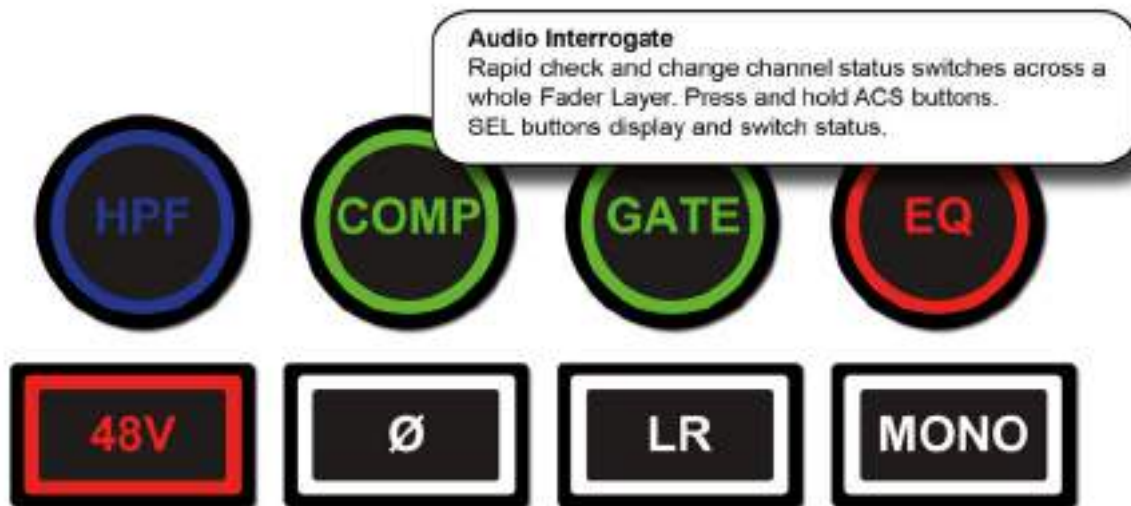 Audio Interrogate
Rapid check and change channel status switches across a
whole Fader Layer. Press and hold ACS buttons.
SEL buttons display and switch status.
HPF COMP GATE EQ
48V Ø LR MONO